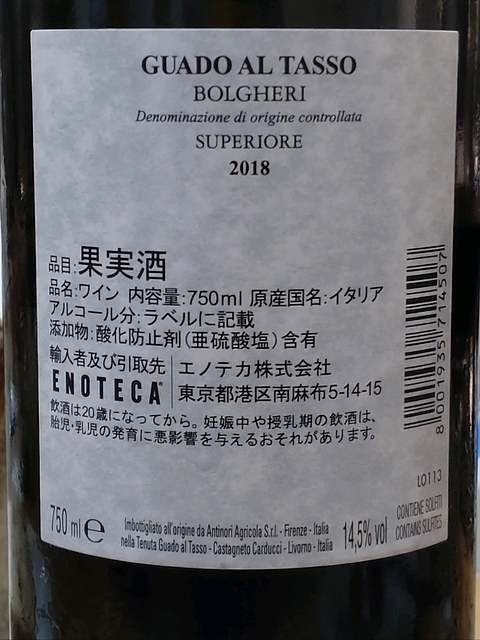 GUADO AL TASSO
BOLGHERI
Denominazione di origine controllata
SUPERIORE
2018
品目:果実酒
品名:ワイン 内容量:750ml 原産国名:イタリア
アルコール分:ラベルに記載
添加物:酸化防止剤(亜硫酸塩)含有
輸入者及び引取先
ENOTECA®
エノテカ株式会社
東京都港区南麻布5-14-15
飲酒は20歳になってから。妊娠中や授乳期の飲酒は、
胎児・乳児の発育に悪影響を与えるおそれがあります。
8 001935 714507
L0113
750 ml e
Imbottigliato all'origine da Antinori Agricola S.r.l. - Firenze - Italia
nella Tenuta Guado al Tasso - Castagneto Carducci - Livorno - Italia
14,5% vol
CONTIENE SOLFITI
CONTAINS SULFITES